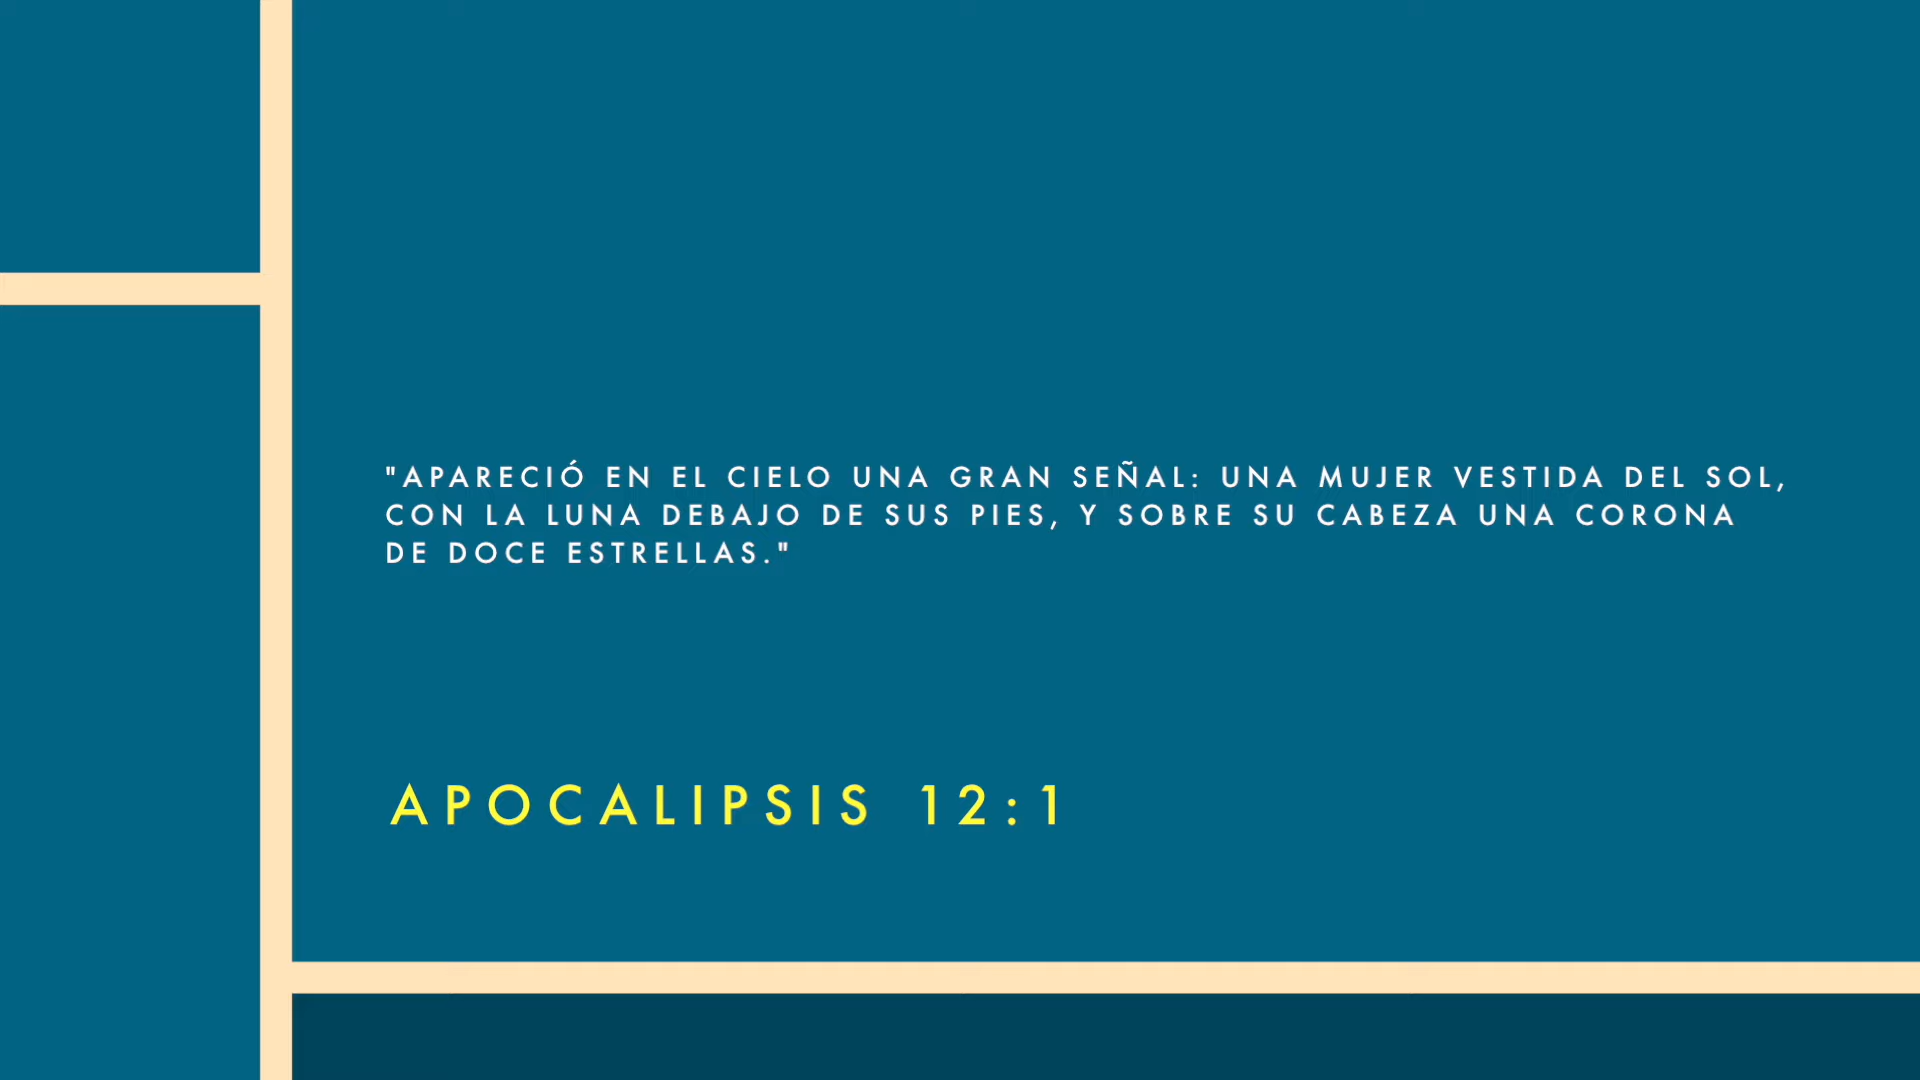 "APARECIÓ EN EL CIELO UNA GRAN SEÑAL: UNA MUJER VESTIDA DEL SOL,
CON LA LUNA DEBAJO DE SUS PIES, Y SOBRE SU CABEZA UNA CORONA
DE DOCE ESTRELLAS."
APOCALIPSIS 12:1